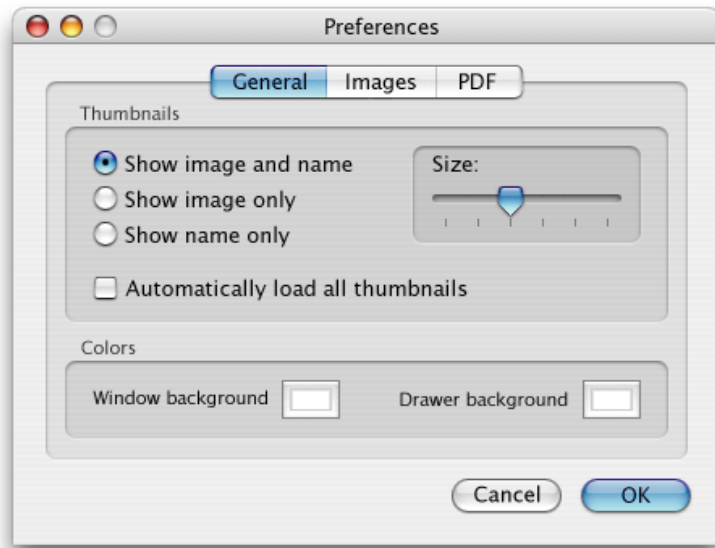 Preferences
General Images PDF
Thumbnails
Show image and name
Size:
Show image only
Show name only
Automatically load all thumbnails
Colors
Window background
Drawer background
Cancel OK